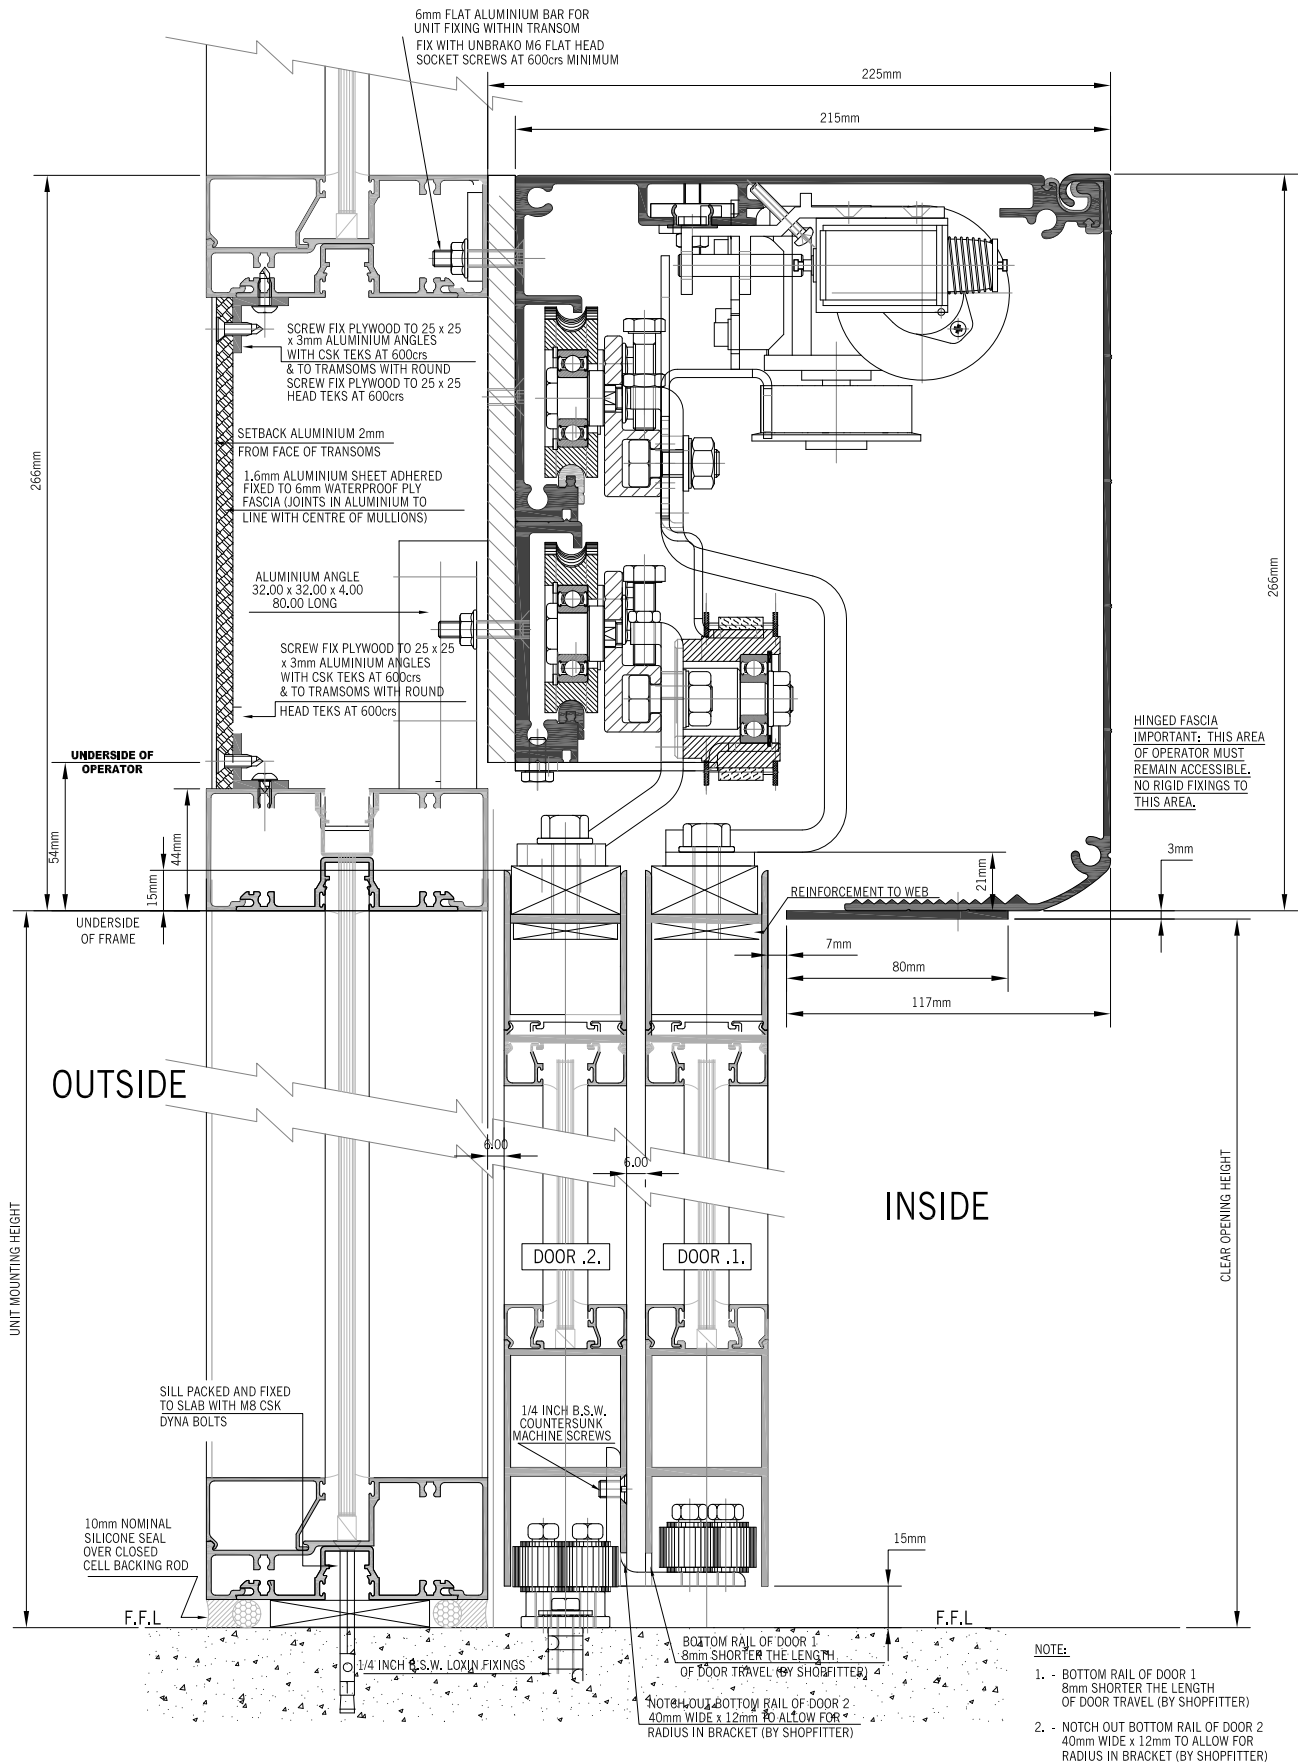 6mm FLAT ALUMINIUM BAR FOR
UNIT FIXING WITHIN TRANSOM
FIX WITH UNBRAKO M6 FLAT HEAD
SOCKET SCREWS AT 600crs MINIMUM
225mm
215mm
266mm
SCREW FIX PLYWOOD TO 25 x 25
x 3mm ALUMINIUM ANGLES
WITH CSK TEKS AT 600crs
& TO TRAMSOMS WITH ROUND
SCREW FIX PLYWOOD TO 25 x 25
HEAD TEKS AT 600crs
SETBACK ALUMINIUM 2mm
FROM FACE OF TRANSOMS
1.6mm ALUMINIUM SHEET ADHERED
FIXED TO 6mm WATERPROOF PLY
FASCIA (JOINTS IN ALUMINIUM TO
LINE WITH CENTRE OF MULLIONS)
ALUMINIUM ANGLE
32.00 x 32.00 x 4.00
80.00 LONG
266mm
SCREW FIX PLYWOOD TO 25 x 25
x 3mm ALUMINIUM ANGLES
WITH CSK TEKS AT 600crs
& TO TRAMSOMS WITH ROUND
HEAD TEKS AT 600crs
UNDERSIDE OF
OPERATOR
HINGED FASCIA
IMPORTANT: THIS AREA
OF OPERATOR MUST
REMAIN ACCESSIBLE.
NO RIGID FIXINGS TO
THIS AREA.
54mm
44mm
15mm
21mm
3mm
REINFORCEMENT TO WEB
UNDERSIDE
OF FRAME
7mm
80mm
117mm
OUTSIDE
6.00
6.00
INSIDE
UNIT MOUNTING HEIGHT
CLEAR OPENING HEIGHT
DOOR .2.
DOOR .1.
SILL PACKED AND FIXED
TO SLAB WITH M8 CSK
DYNA BOLTS
1/4 INCH B.S.W.
COUNTERSUNK
MACHINE SCREWS
10mm NOMINAL
SILICONE SEAL
OVER CLOSED
CELL BACKING ROD
15mm
F.F.L
F.F.L
1/4 INCH B.S.W. LOXIN FIXINGS
BOTTOM RAIL OF DOOR 1
8mm SHORTER THE LENGTH
OF DOOR TRAVEL (BY SHOPFITTER)
NOTCH OUT BOTTOM RAIL OF DOOR 2
40mm WIDE x 12mm TO ALLOW FOR
RADIUS IN BRACKET (BY SHOPFITTER)
NOTE:
1. - BOTTOM RAIL OF DOOR 1
8mm SHORTER THE LENGTH
OF DOOR TRAVEL (BY SHOPFITTER)
2. - NOTCH OUT BOTTOM RAIL OF DOOR 2
40mm WIDE x 12mm TO ALLOW FOR
RADIUS IN BRACKET (BY SHOPFITTER)